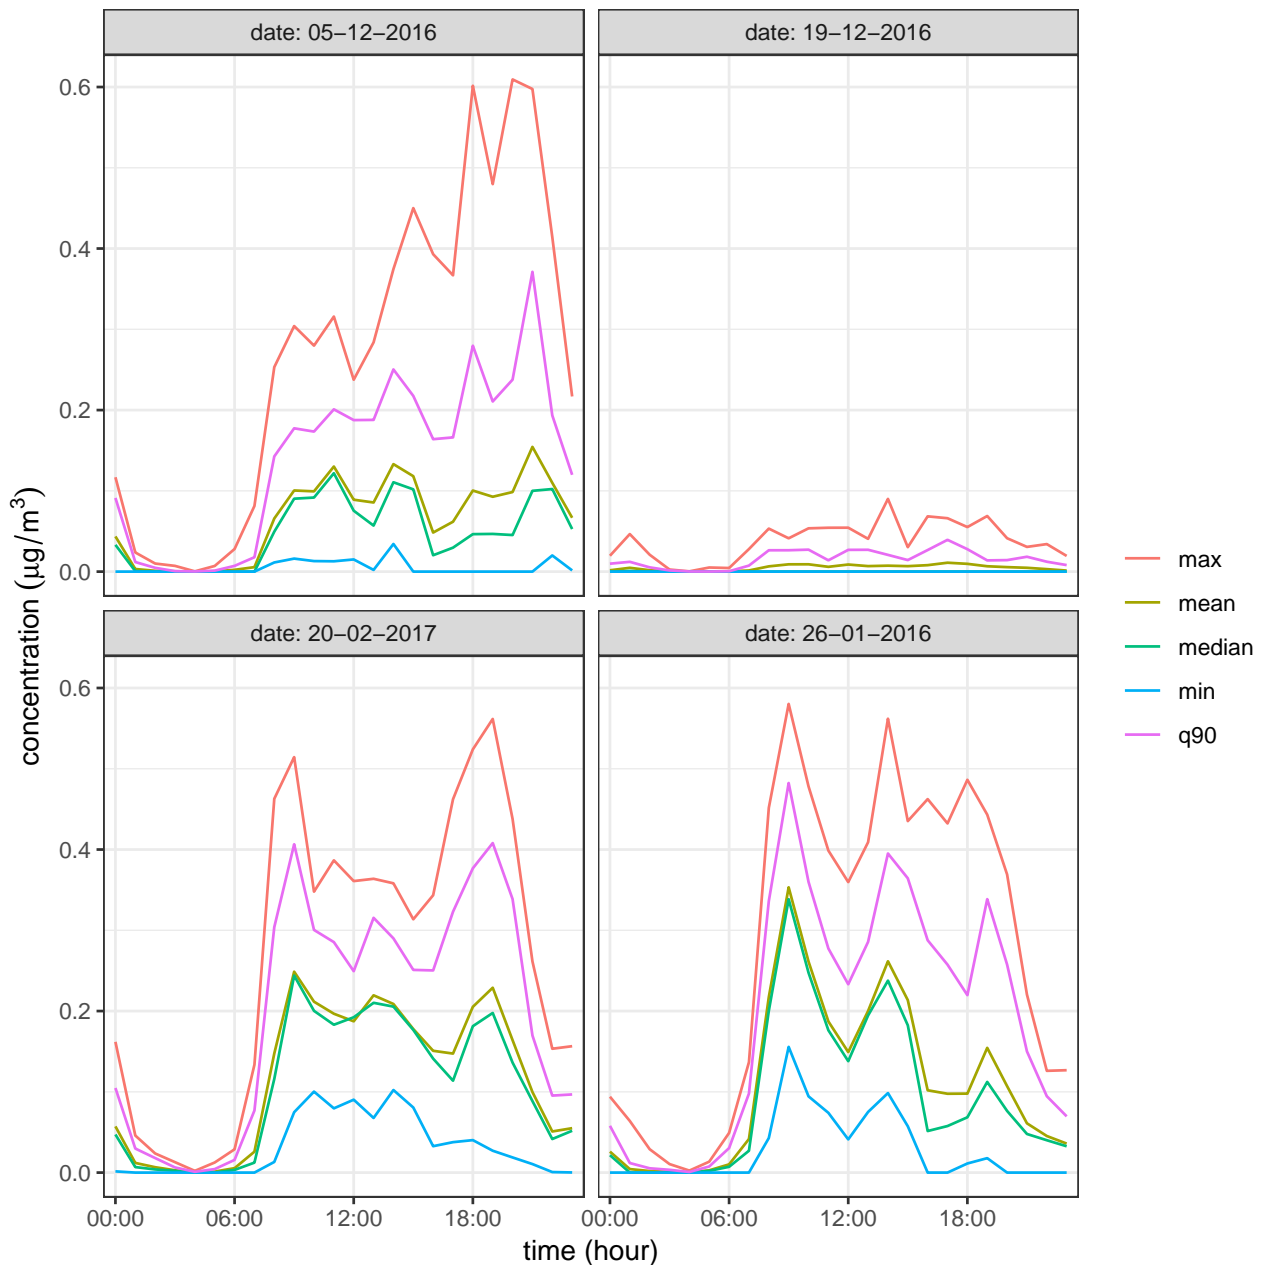 date: 05−12−2016
date: 19−12−2016
0.6
0.4
0.2
0.0
date: 20−02−2017
date: 26−01−2016
0.6
0.4
0.2
0.0
00:00 06:00 12:00 18:00 00:00 06:00 12:00 18:00
time (hour)
concentration (μg/m³)
max
mean
median
min
q90